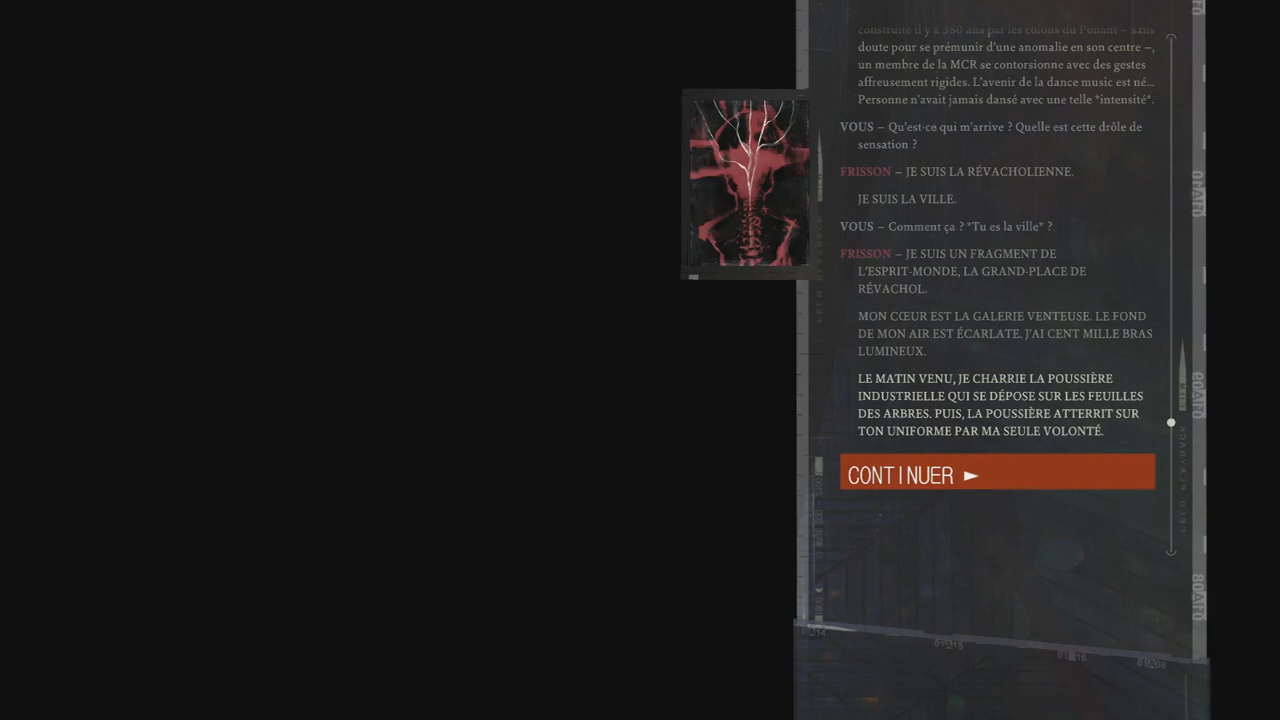 construite il y a 380 ans par les colons du Ponant – sans
doute pour se prémunir d'une anomalie en son centre –,
un membre de la MCR se contorsionne avec des gestes
affreusement rigides. L'avenir de la dance music est né...
Personne n'avait jamais dansé avec une telle *intensité*.
VOUS – Qu'est-ce qui m'arrive ? Quelle est cette drôle de
sensation ?
FRISSON – JE SUIS LA RÉVACHOLIENNE.
JE SUIS LA VILLE.
VOUS – Comment ça ? *Tu es la ville* ?
FRISSON – JE SUIS UN FRAGMENT DE
L'ESPRIT-MONDE, LA GRAND-PLACE DE
RÉVACHOL.
MON CŒUR EST LA GALERIE VENTEUSE. LE FOND
DE MON AIR EST ÉCARLATE. J'AI CENT MILLE BRAS
LUMINEUX.
LE MATIN VENU, JE CHARRIE LA POUSSIÈRE
INDUSTRIELLE QUI SE DÉPOSE SUR LES FEUILLES
DES ARBRES. PUIS, LA POUSSIÈRE ATTERRIT SUR
TON UNIFORME PAR MA SEULE VOLONTÉ.
CONTINUER ►